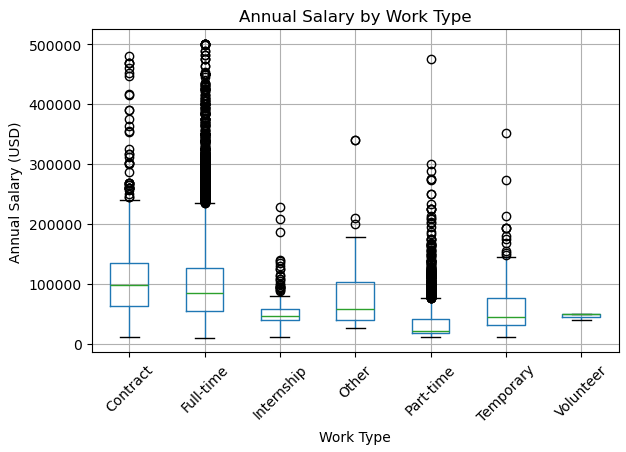 Annual Salary by Work Type
Annual Salary (USD)
500000
400000
300000
200000
100000
0
Contract
Full-time
Internship
Other
Part-time
Temporary
Volunteer
Work Type